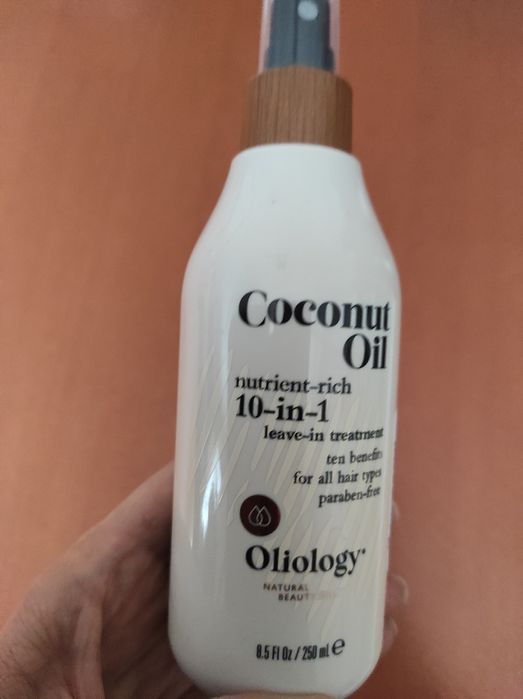 Coconut
Oil
nutrient-rich
10-in-1
leave-in treatment
ten benefits
for all hair types
paraben-free
Oliology
NATURAL
8.5 Fl Oz / 250 mL e